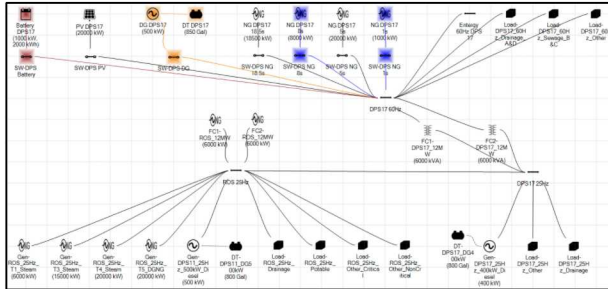 Battery
DPS17
(1000 kW,
2000 kWh)
PV DPS17
(20000 kW)
DG DPS17
(500 kW)
DT DPS17
(850 Gal)
NG DPS17
18.5s
(18500 kW)
NG DPS17
8s
(8000 kW)
NG DPS17
5s
(20000 kW)
NG DPS17
1s
(1000 kW)
Entergy
60Hz DPS
17
Load-
DPS17_60H
z_Drainage_
A&D
Load-
DPS17_60H
z_Sewage_B
&C
Load-
DPS17_60H
z_Other
SW-DPS
Battery
SW-DPS PV
SW-DPS DG
SW-DPS NG
18.5s
SW-DPS NG
8s
SW-DPS NG
5s
SW-DPS NG
1s
DPS17 60Hz
FC1-
ROS_12MW
(6000 kW)
FC2-
ROS_12MW
(6000 kW)
FC1-
DPS17_12M
W
(6000 kVA)
FC2-
DPS17_12M
W
(6000 kVA)
ROS 25Hz
DPS17 25Hz
Gen-
ROS_25Hz_
T1_Steam
(6000 kW)
Gen-
ROS_25Hz_
T3_Steam
(15000 kW)
Gen-
ROS_25Hz_
T4_Steam
(20000 kW)
Gen-
ROS_25Hz_
T5_DGNG
(20000 kW)
Gen-
DPS11_25H
z_500kW_Di
esel
(500 kW)
DT-
DPS11_DG5
00kW
(800 Gal)
Load-
ROS_25Hz_
Drainage
Load-
ROS_25Hz_
Potable
Load-
ROS_25Hz_
Other_Critica
l
Load-
ROS_25Hz_
Other_NonCr
itical
DT-
DPS17_DG4
00kW
(800 Gal)
Gen-
DPS17_25H
z_400kW_Di
esel
(400 kW)
Load-
DPS17_25H
z_Other
Load-
DPS17_25H
z_Drainage